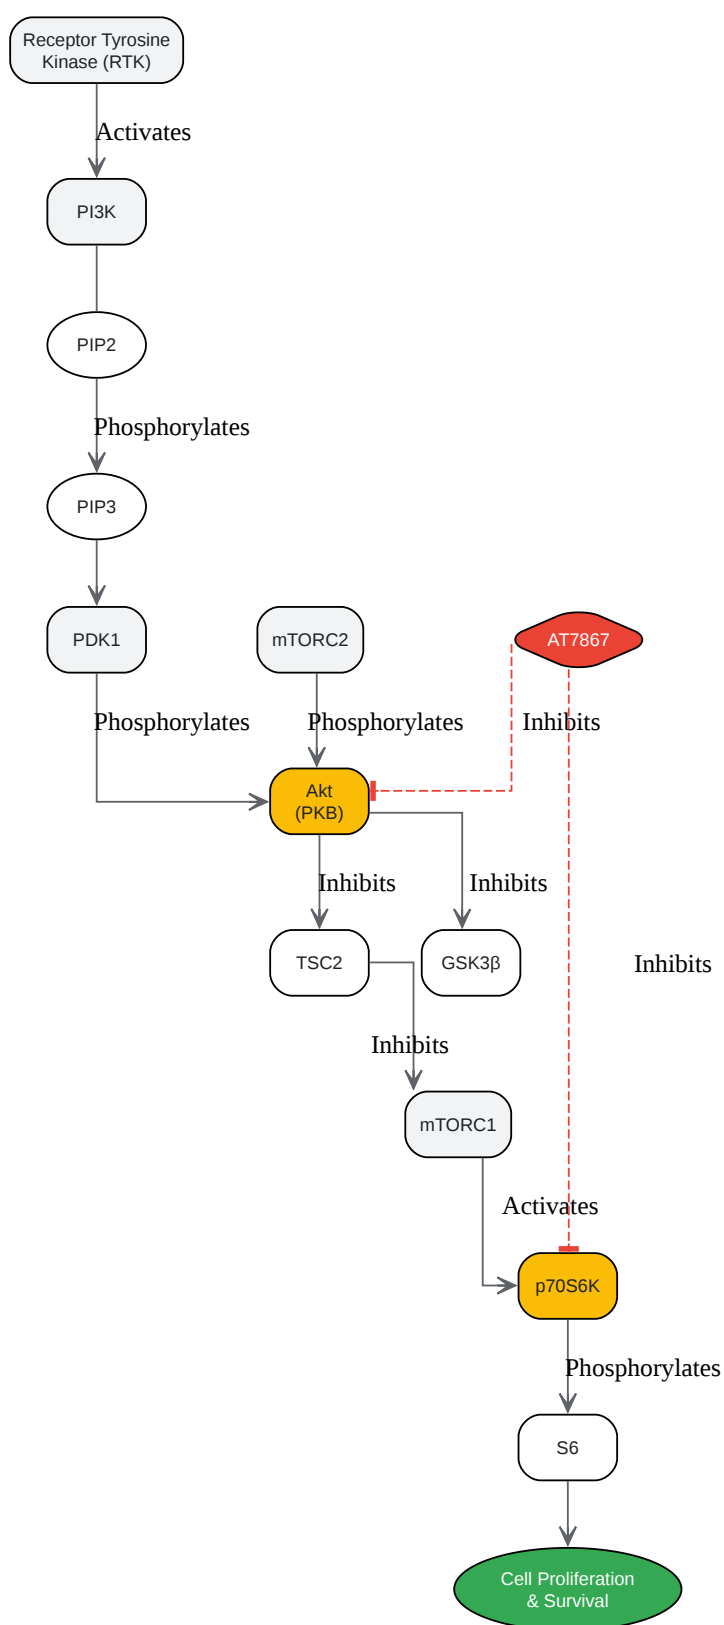 Receptor Tyrosine
Kinase (RTK)
Activates
PI3K
PIP2
Phosphorylates
PIP3
PDK1
mTORC2
AT7867
Phosphorylates
Phosphorylates
Inhibits
Akt
(PKB)
Inhibits
Inhibits
TSC2
GSK3β
Inhibits
Inhibits
mTORC1
Activates
p70S6K
Phosphorylates
S6
Cell Proliferation
& Survival